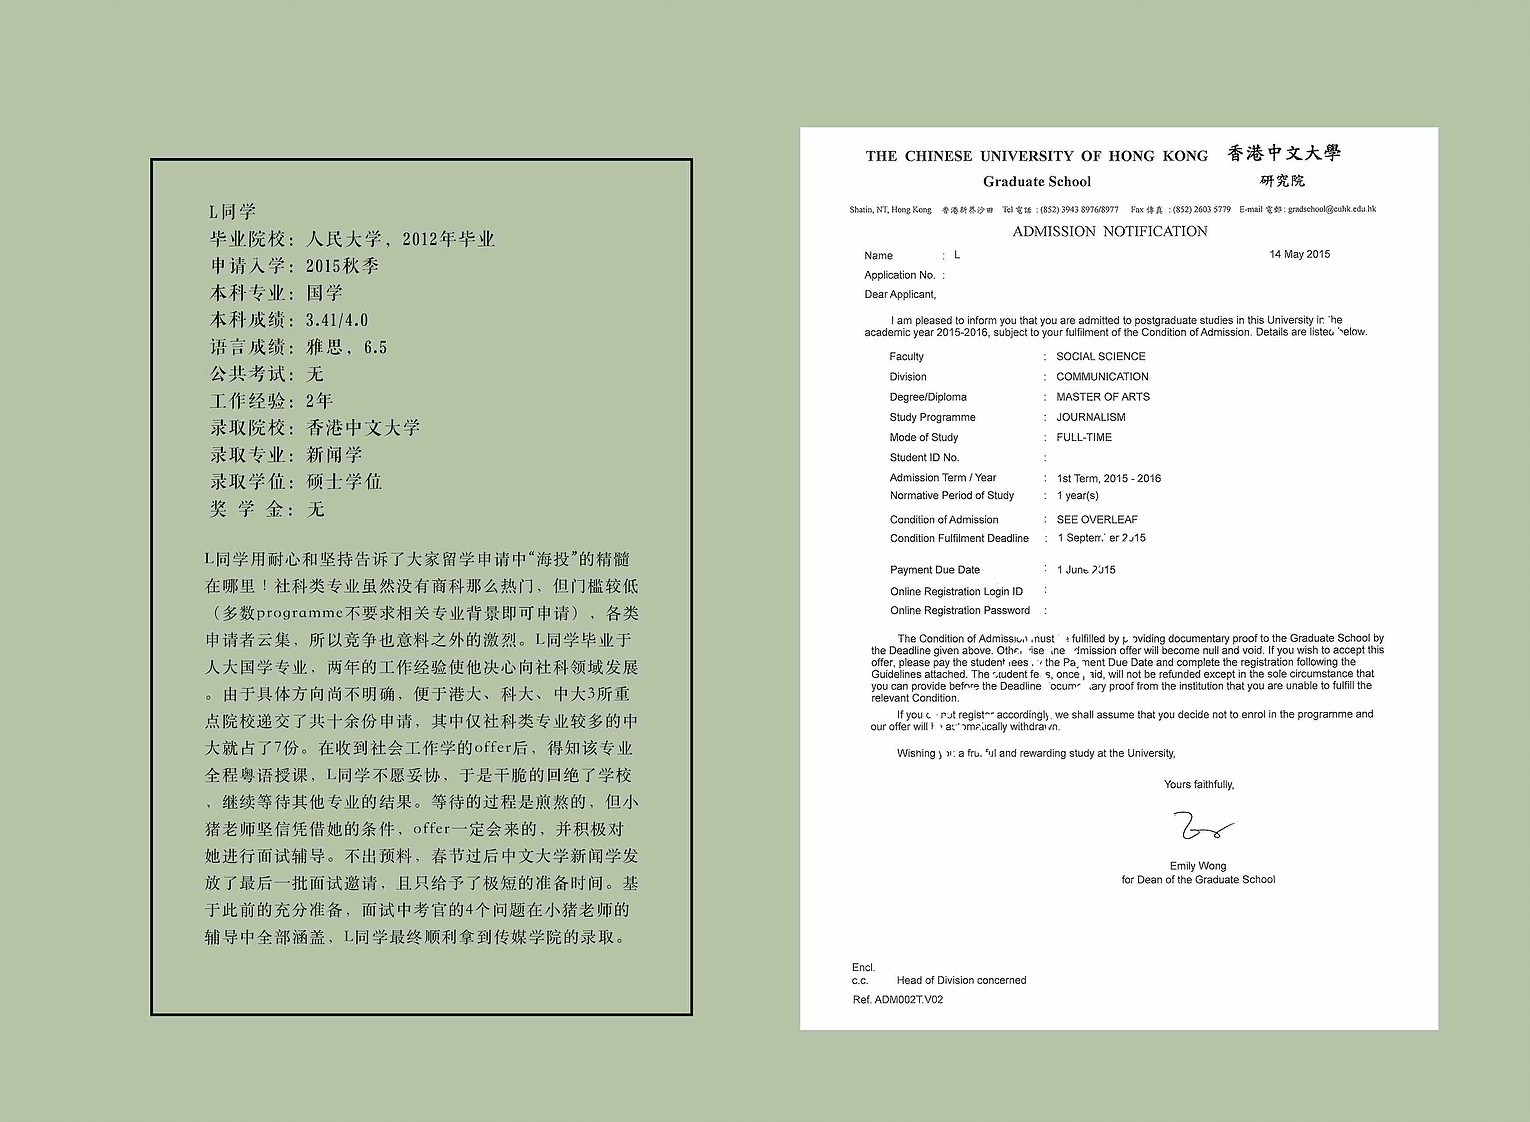 L同学
毕业院校：人民大学，2012年毕业
申请入学：2015秋季
本科专业：国学
本科成绩：3.41/4.0
语言成绩：雅思，6.5
公共考试：无
工作经验：2年
录取院校：香港中文大学
录取专业：新闻学
录取学位：硕士学位
奖 学 金：无
L同学用耐心和坚持告诉了大家留学申请中“海投”的精髓
在哪里！社科类专业虽然没有商科那么热门，但门槛较低
（多数programme不要求相关专业背景即可申请），各类
申请者云集，所以竞争也意料之外的激烈。L同学毕业于
人大国学专业，两年的工作经验使他决心向社科领域发展
。由于具体方向尚不明确，便于港大、科大、中大3所重
点院校递交了共十余份申请，其中仅社科类专业较多的中
大就占了7份。在收到社会工作学的offer后，得知该专业
全程粤语授课，L同学不愿妥协，于是干脆的回绝了学校
，继续等待其他专业的结果。等待的过程是煎熬的，但小
猪老师坚信凭借她的条件，offer一定会来的，并积极对
她进行面试辅导。不出预料，春节过后中文大学新闻学发
放了最后一批面试邀请，且只给予了极短的准备时间。基
于此前的充分准备，面试中考官的4个问题在小猪老师的
辅导中全部涵盖，L同学最终顺利拿到传媒学院的录取。
THE CHINESE UNIVERSITY OF HONG KONG 香港中文大學
Graduate School 研究院
Shatin, NT, Hong Kong 香港新界沙田 Tel 電話 : (852) 3943 8976/8977 Fax 傳真 : (852) 2603 5779 E-mail 電郵 : gradschool@cuhk.edu.hk
ADMISSION NOTIFICATION
Name : L 14 May 2015
Application No. :
Dear Applicant,
I am pleased to inform you that you are admitted to postgraduate studies in this University in the
academic year 2015-2016, subject to your fulfilment of the Condition of Admission. Details are listed below.
Faculty : SOCIAL SCIENCE
Division : COMMUNICATION
Degree/Diploma : MASTER OF ARTS
Study Programme : JOURNALISM
Mode of Study : FULL-TIME
Student ID No. :
Admission Term / Year : 1st Term, 2015 - 2016
Normative Period of Study : 1 year(s)
Condition of Admission : SEE OVERLEAF
Condition Fulfilment Deadline : 1 September 2015
Payment Due Date : 1 June 2015
Online Registration Login ID :
Online Registration Password :
The Condition of Admission must be fulfilled by providing documentary proof to the Graduate School by
the Deadline given above. Otherwise the admission offer will become null and void. If you wish to accept this
offer, please pay the student fees by the Payment Due Date and complete the registration following the
Guidelines attached. The student fees, once paid, will not be refunded except in the sole circumstance that
you can provide before the Deadline documentary proof from the institution that you are unable to fulfill the
relevant Condition.
If you do not register accordingly, we shall assume that you decide not to enrol in the programme and
our offer will be automatically withdrawn.
Wishing you a fruitful and rewarding study at the University,
Yours faithfully,
Emily Wong
for Dean of the Graduate School
Encl.
c.c. Head of Division concerned
Ref. ADM002T.V02